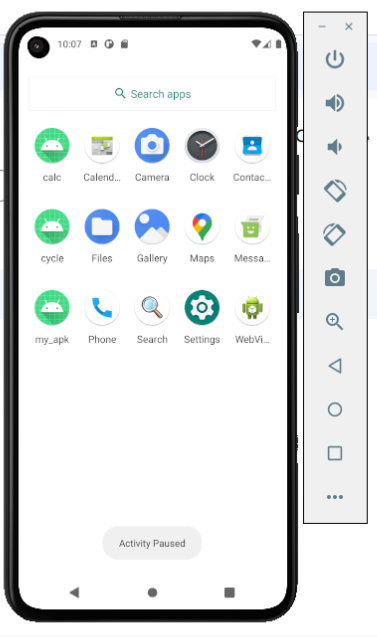 10:07
Search apps
calc Calend... Camera Clock Contac...
cycle Files Gallery Maps Messa...
my_apk Phone Search Settings WebVi...
Activity Paused